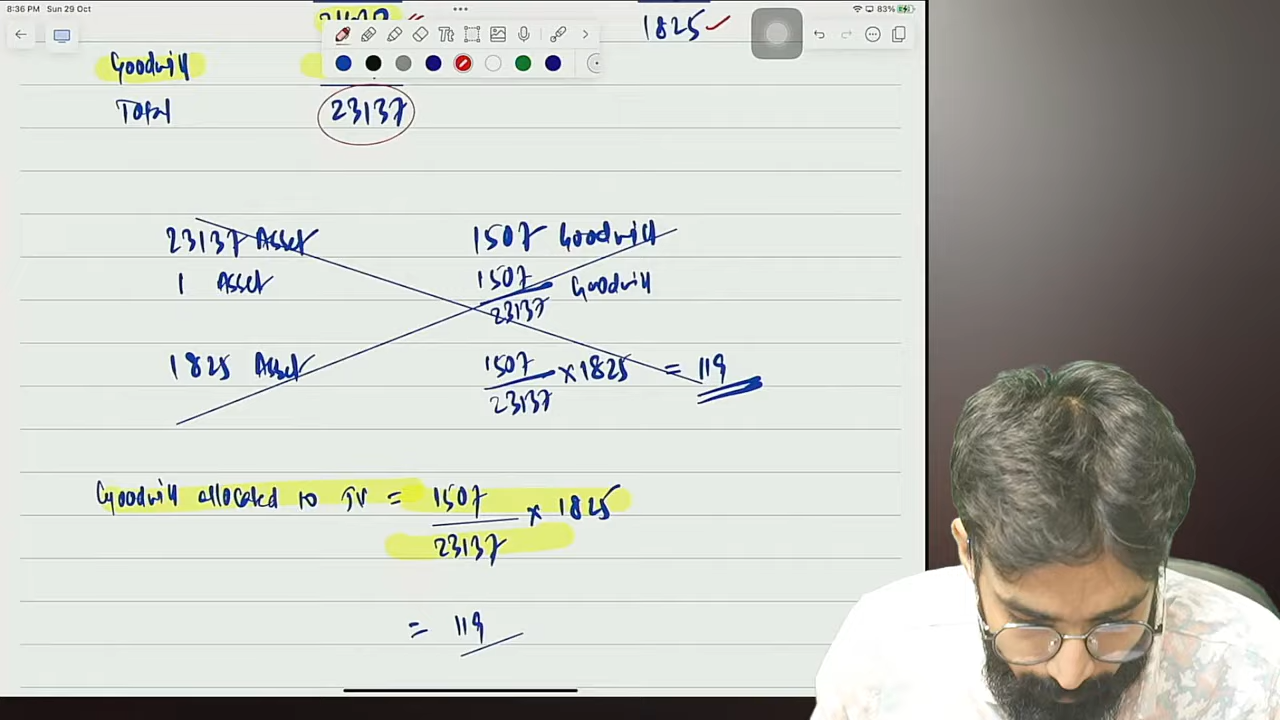 8:36 PM Sun 29 Oct
83%
1825
Goodwill
Total 23137
23137 Asset 1507 Goodwill
1 Asset 1507
23137 Goodwill
1825 Asset 1507
23137 ×1825 = 119
Goodwill allocated to JV = 1507
23137 × 1825
= 119